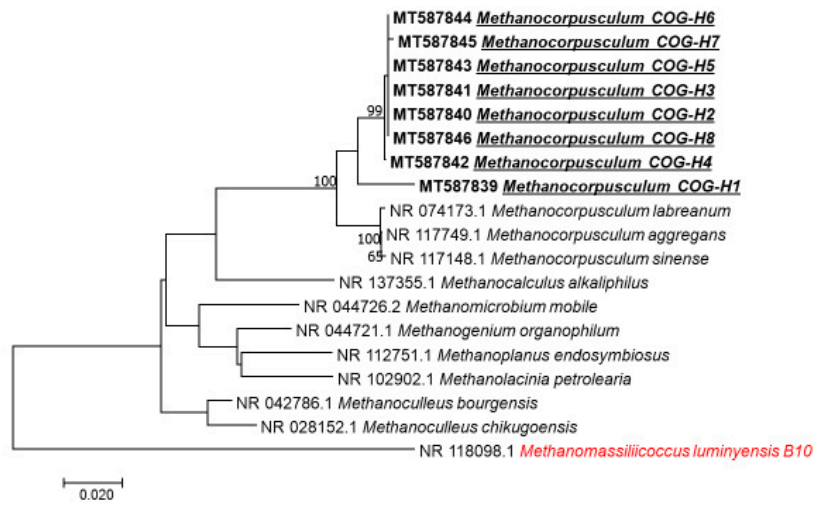 MT587844 Methanocorpusculum COG-H6
MT587845 Methanocorpusculum COG-H7
MT587843 Methanocorpusculum COG-H5
MT587841 Methanocorpusculum COG-H3
99
MT587840 Methanocorpusculum COG-H2
MT587846 Methanocorpusculum COG-H8
MT587842 Methanocorpusculum COG-H4
100
MT587839 Methanocorpusculum COG-H1
NR 074173.1 Methanocorpusculum labreanum
100
NR 117749.1 Methanocorpusculum aggregans
65
NR 117148.1 Methanocorpusculum sinense
NR 137355.1 Methanocalculus alkaliphilus
NR 044726.2 Methanomicrobium mobile
NR 044721.1 Methanogenium organophilum
NR 112751.1 Methanoplanus endosymbiosus
NR 102902.1 Methanolacinia petrolearia
NR 042786.1 Methanoculleus bourgensis
NR 028152.1 Methanoculleus chikugoensis
NR 118098.1 Methanomassiliicoccus luminyensis B10
0.020